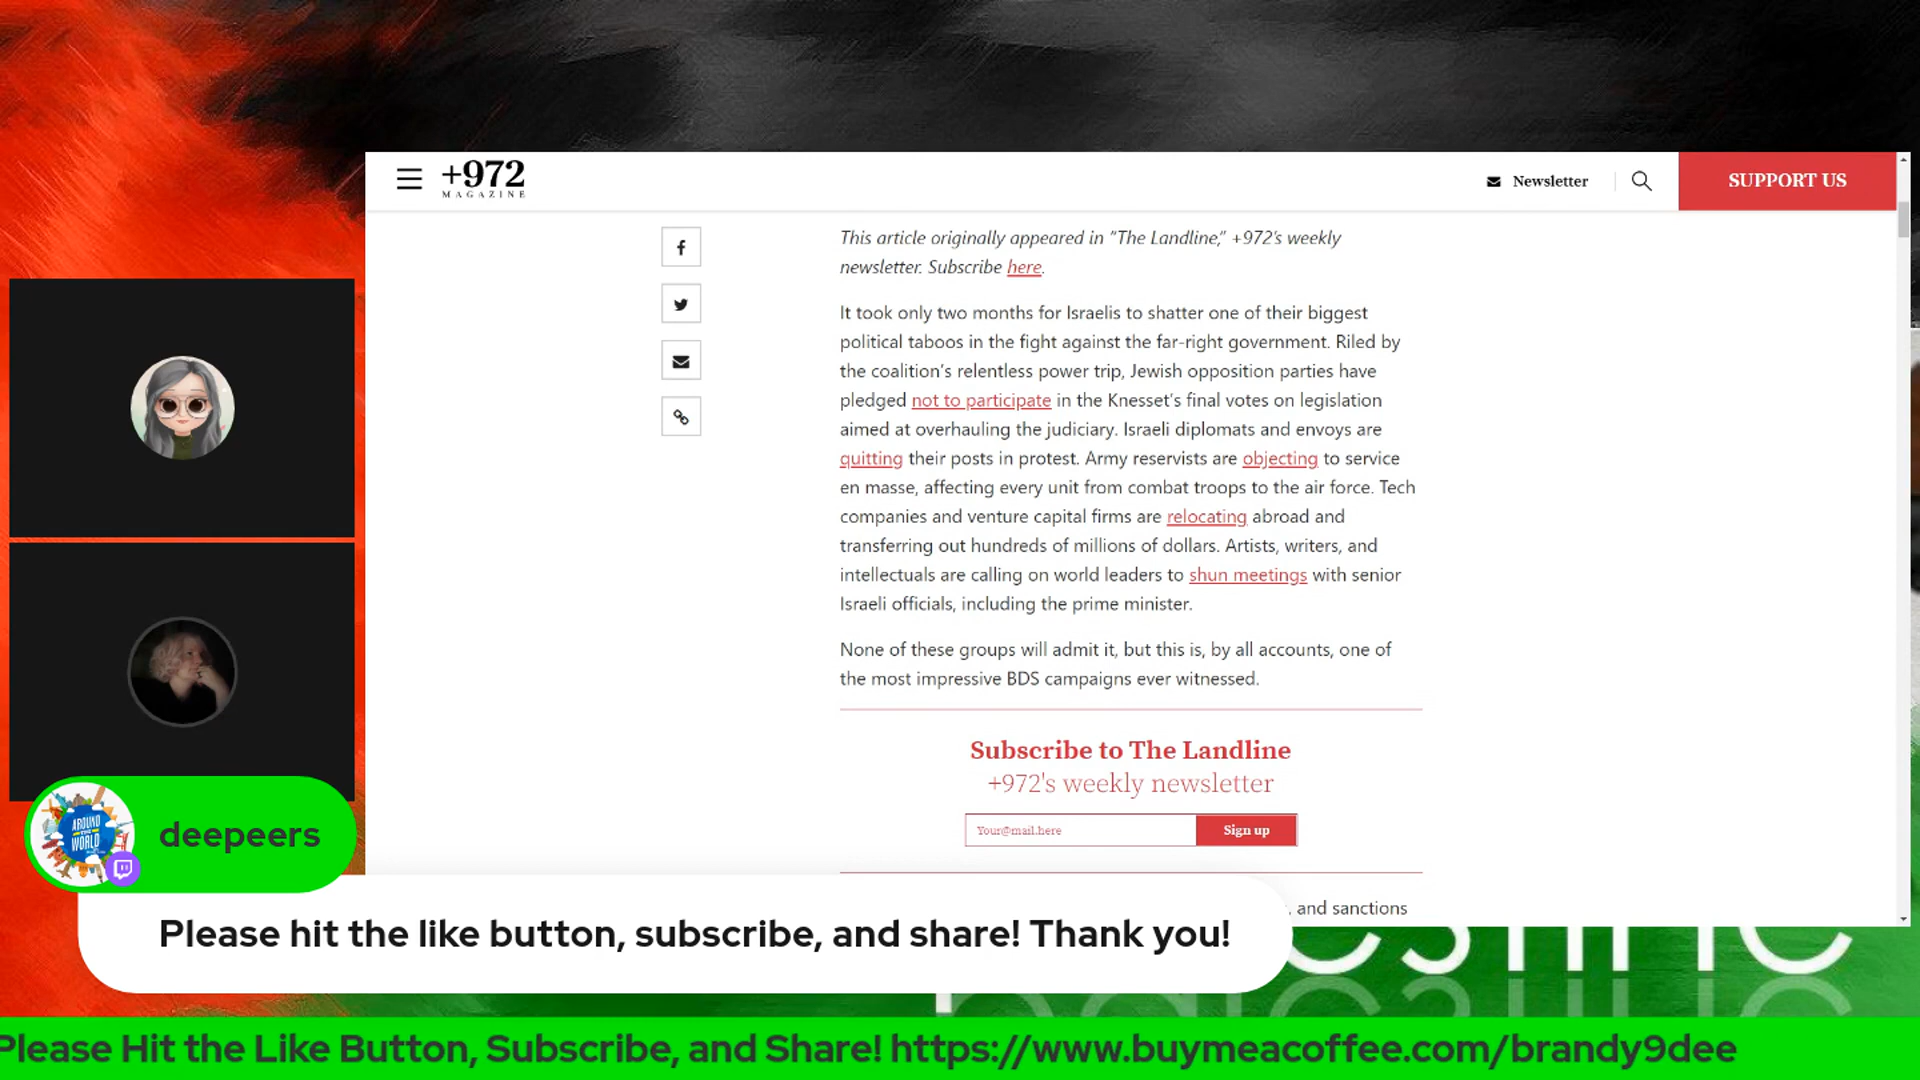 +972
MAGAZINE
Newsletter
SUPPORT US
This article originally appeared in "The Landline," +972's weekly
newsletter. Subscribe here.
It took only two months for Israelis to shatter one of their biggest
political taboos in the fight against the far-right government. Riled by
the coalition's relentless power trip, Jewish opposition parties have
pledged not to participate in the Knesset's final votes on legislation
aimed at overhauling the judiciary. Israeli diplomats and envoys are
quitting their posts in protest. Army reservists are objecting to service
en masse, affecting every unit from combat troops to the air force. Tech
companies and venture capital firms are relocating abroad and
transferring out hundreds of millions of dollars. Artists, writers, and
intellectuals are calling on world leaders to shun meetings with senior
Israeli officials, including the prime minister.
None of these groups will admit it, but this is, by all accounts, one of
the most impressive BDS campaigns ever witnessed.
Subscribe to The Landline
+972's weekly newsletter
Your@mail.here
Sign up
AROUND
THE
WORLD
deepeers
, and sanctions
Please hit the like button, subscribe, and share! Thank you!
Please Hit the Like Button, Subscribe, and Share! https://www.buymeacoffee.com/brandy9dee